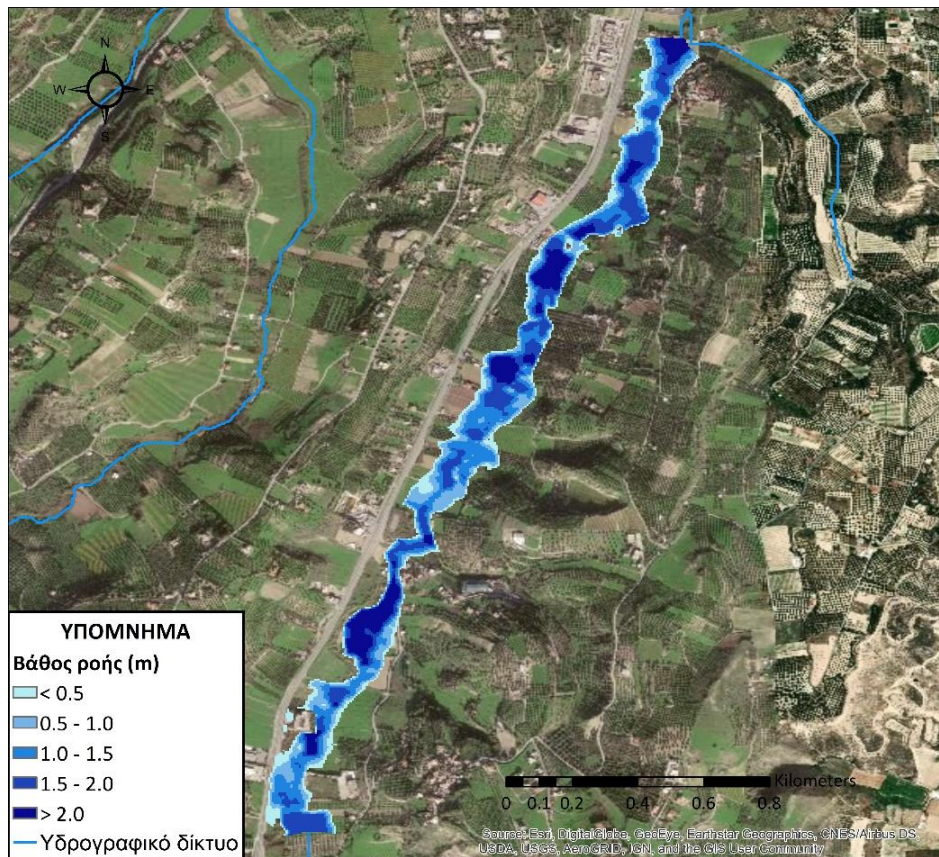 N
W E
S
ΥΠΟΜΝΗΜΑ
Βάθος ροής (m)
< 0.5
0.5 - 1.0
1.0 - 1.5
1.5 - 2.0
> 2.0
Υδρογραφικό δίκτυο
Kilometers
0 0.1 0.2 0.4 0.6 0.8
Source: Esri, DigitalGlobe, GeoEye, Earthstar Geographics, CNES/Airbus DS,
USDA, USGS, AeroGRID, IGN, and the GIS User Community